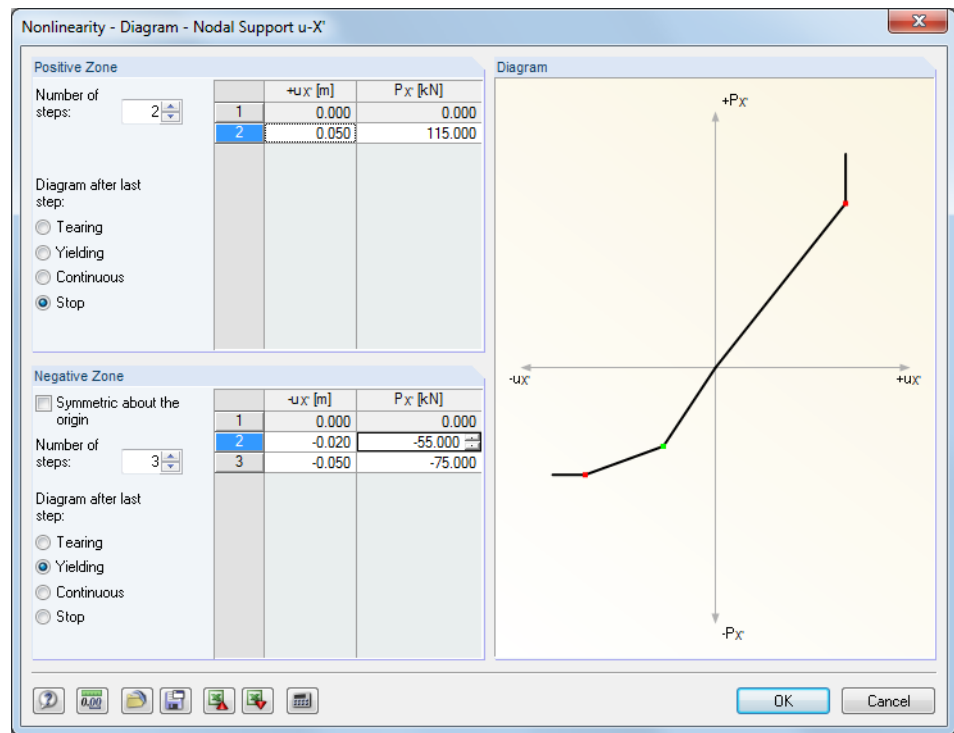 Nonlinearity - Diagram - Nodal Support u-X'
Positive Zone
Number of
steps:
2
+uX' [m] PX' [kN]
1 0.000 0.000
2 0.050 115.000
Diagram after last
step:
Tearing
Yielding
Continuous
Stop
Negative Zone
Symmetric about the
origin
Number of
steps:
3
-uX' [m] PX' [kN]
1 0.000 0.000
2 -0.020 -55.000
3 -0.050 -75.000
Diagram after last
step:
Tearing
Yielding
Continuous
Stop
Diagram
+PX'
-uX'
+uX'
-PX'
0.00
OK
Cancel